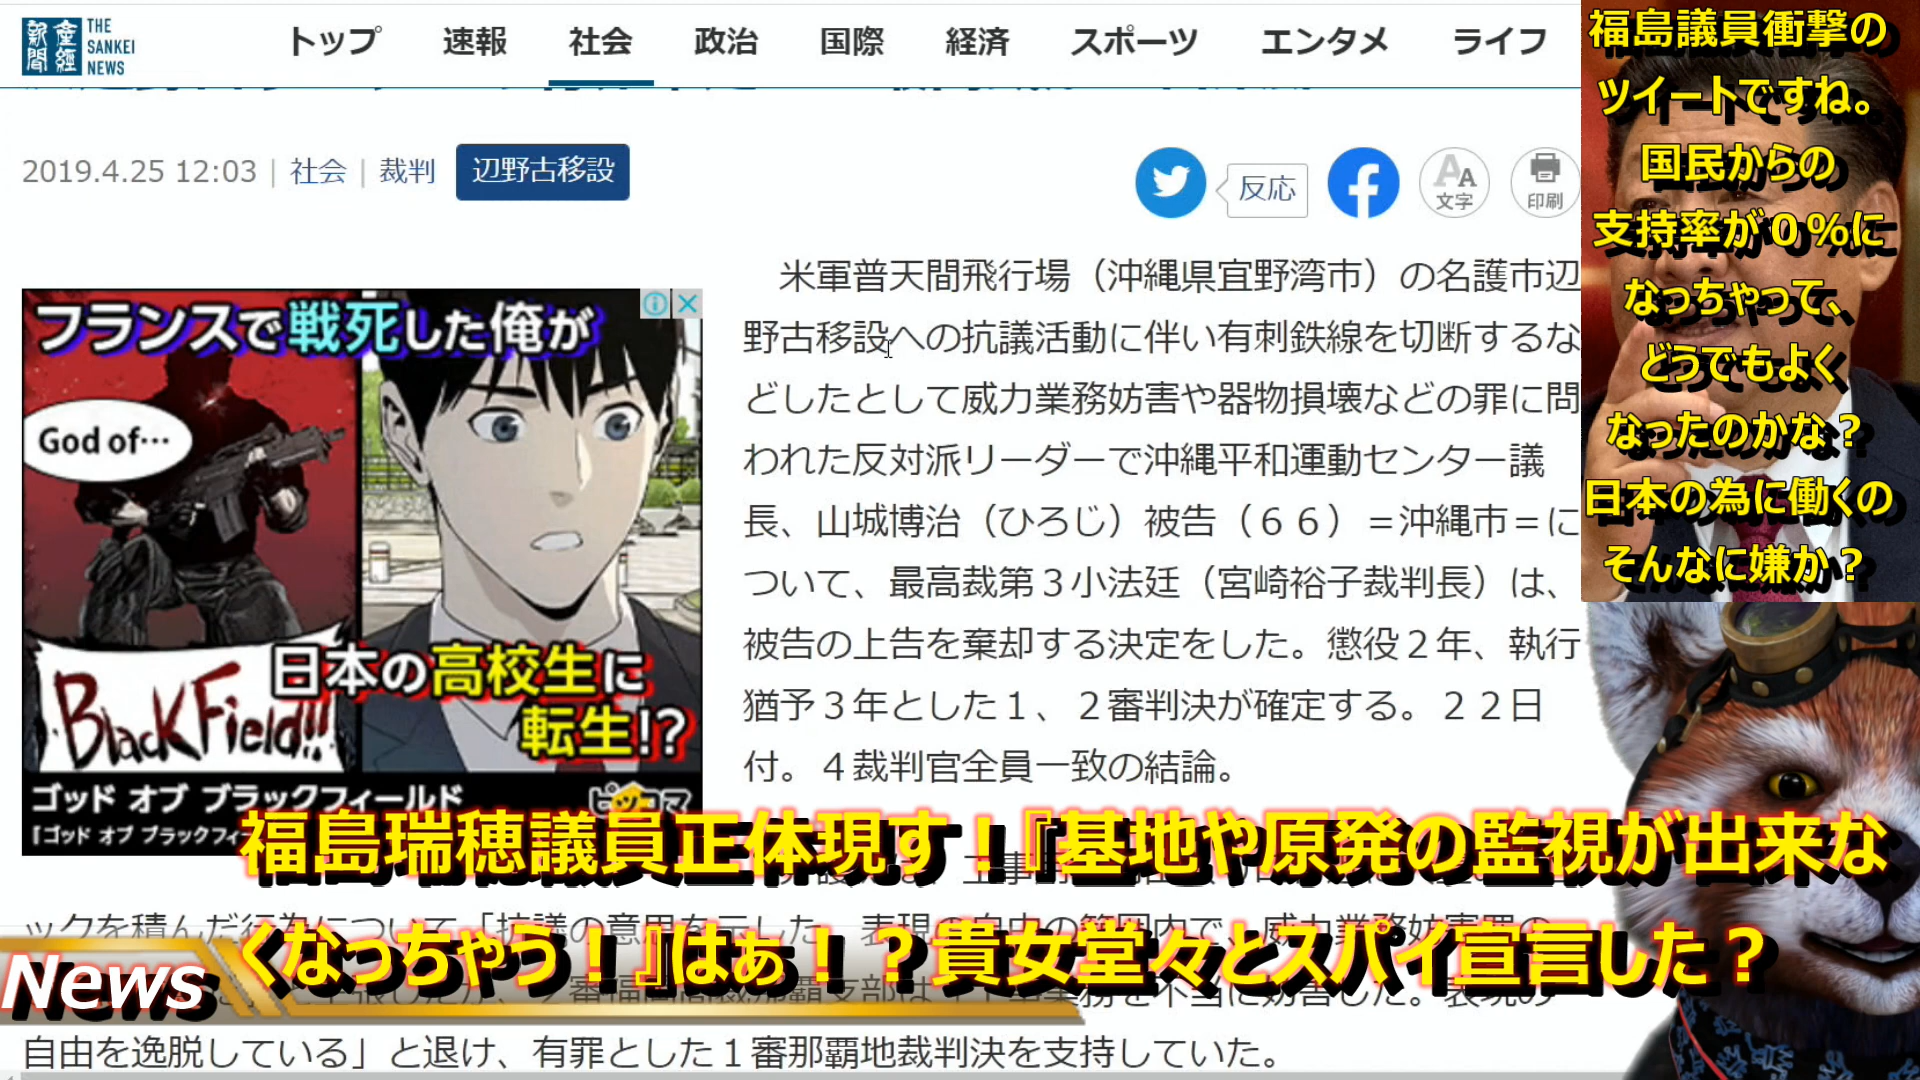 新聞 産經
THE SANKEI NEWS
トップ 速報 社会 政治 国際 経済 スポーツ エンタメ ライフ
2019.4.25 12:03 | 社会 | 裁判 辺野古移設
反応
文字
印刷
米軍普天間飛行場（沖縄県宜野湾市）の名護市辺
野古移設への抗議活動に伴い有刺鉄線を切断するな
どしたとして威力業務妨害や器物損壊などの罪に問
われた反対派リーダーで沖縄平和運動センター議
長、山城博治（ひろじ）被告（６６）＝沖縄市＝に
ついて、最高裁第３小法廷（宮崎裕子裁判長）は、
被告の上告を棄却する決定をした。懲役２年、執行
猶予３年とした１、２審判決が確定する。２２日
付。４裁判官全員一致の結論。
自由を逸脱している」と退け、有罪とした１審那覇地裁判決を支持していた。
フランスで戦死した俺が
God of…
Black Field!!
日本の高校生に
転生!?
ゴッド オブ ブラックフィールド
ピッコマ
福島議員衝撃の
ツイートですね。
国民からの
支持率が０％に
なっちゃって、
どうでもよく
なったのかな？
日本の為に働くの
そんなに嫌か？
福島瑞穂議員正体現す！『基地や原発の監視が出来な
くなっちゃう！』はぁ！？貴女堂々とスパイ宣言した？
News